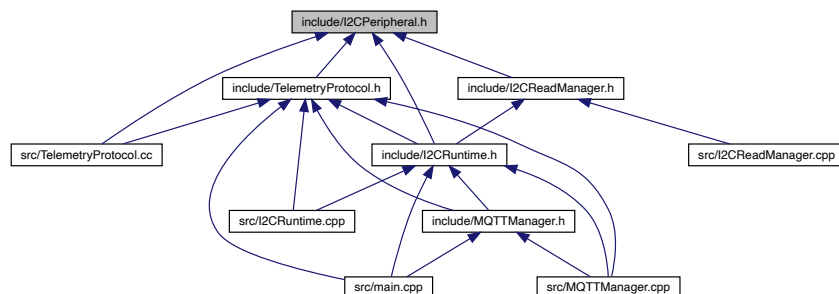 include/I2CPeripheral.h
include/TelemetryProtocol.h
include/I2CReadManager.h
src/TelemetryProtocol.cc
include/I2CRuntime.h
src/I2CReadManager.cpp
src/I2CRuntime.cpp
include/MQTTManager.h
src/main.cpp
src/MQTTManager.cpp